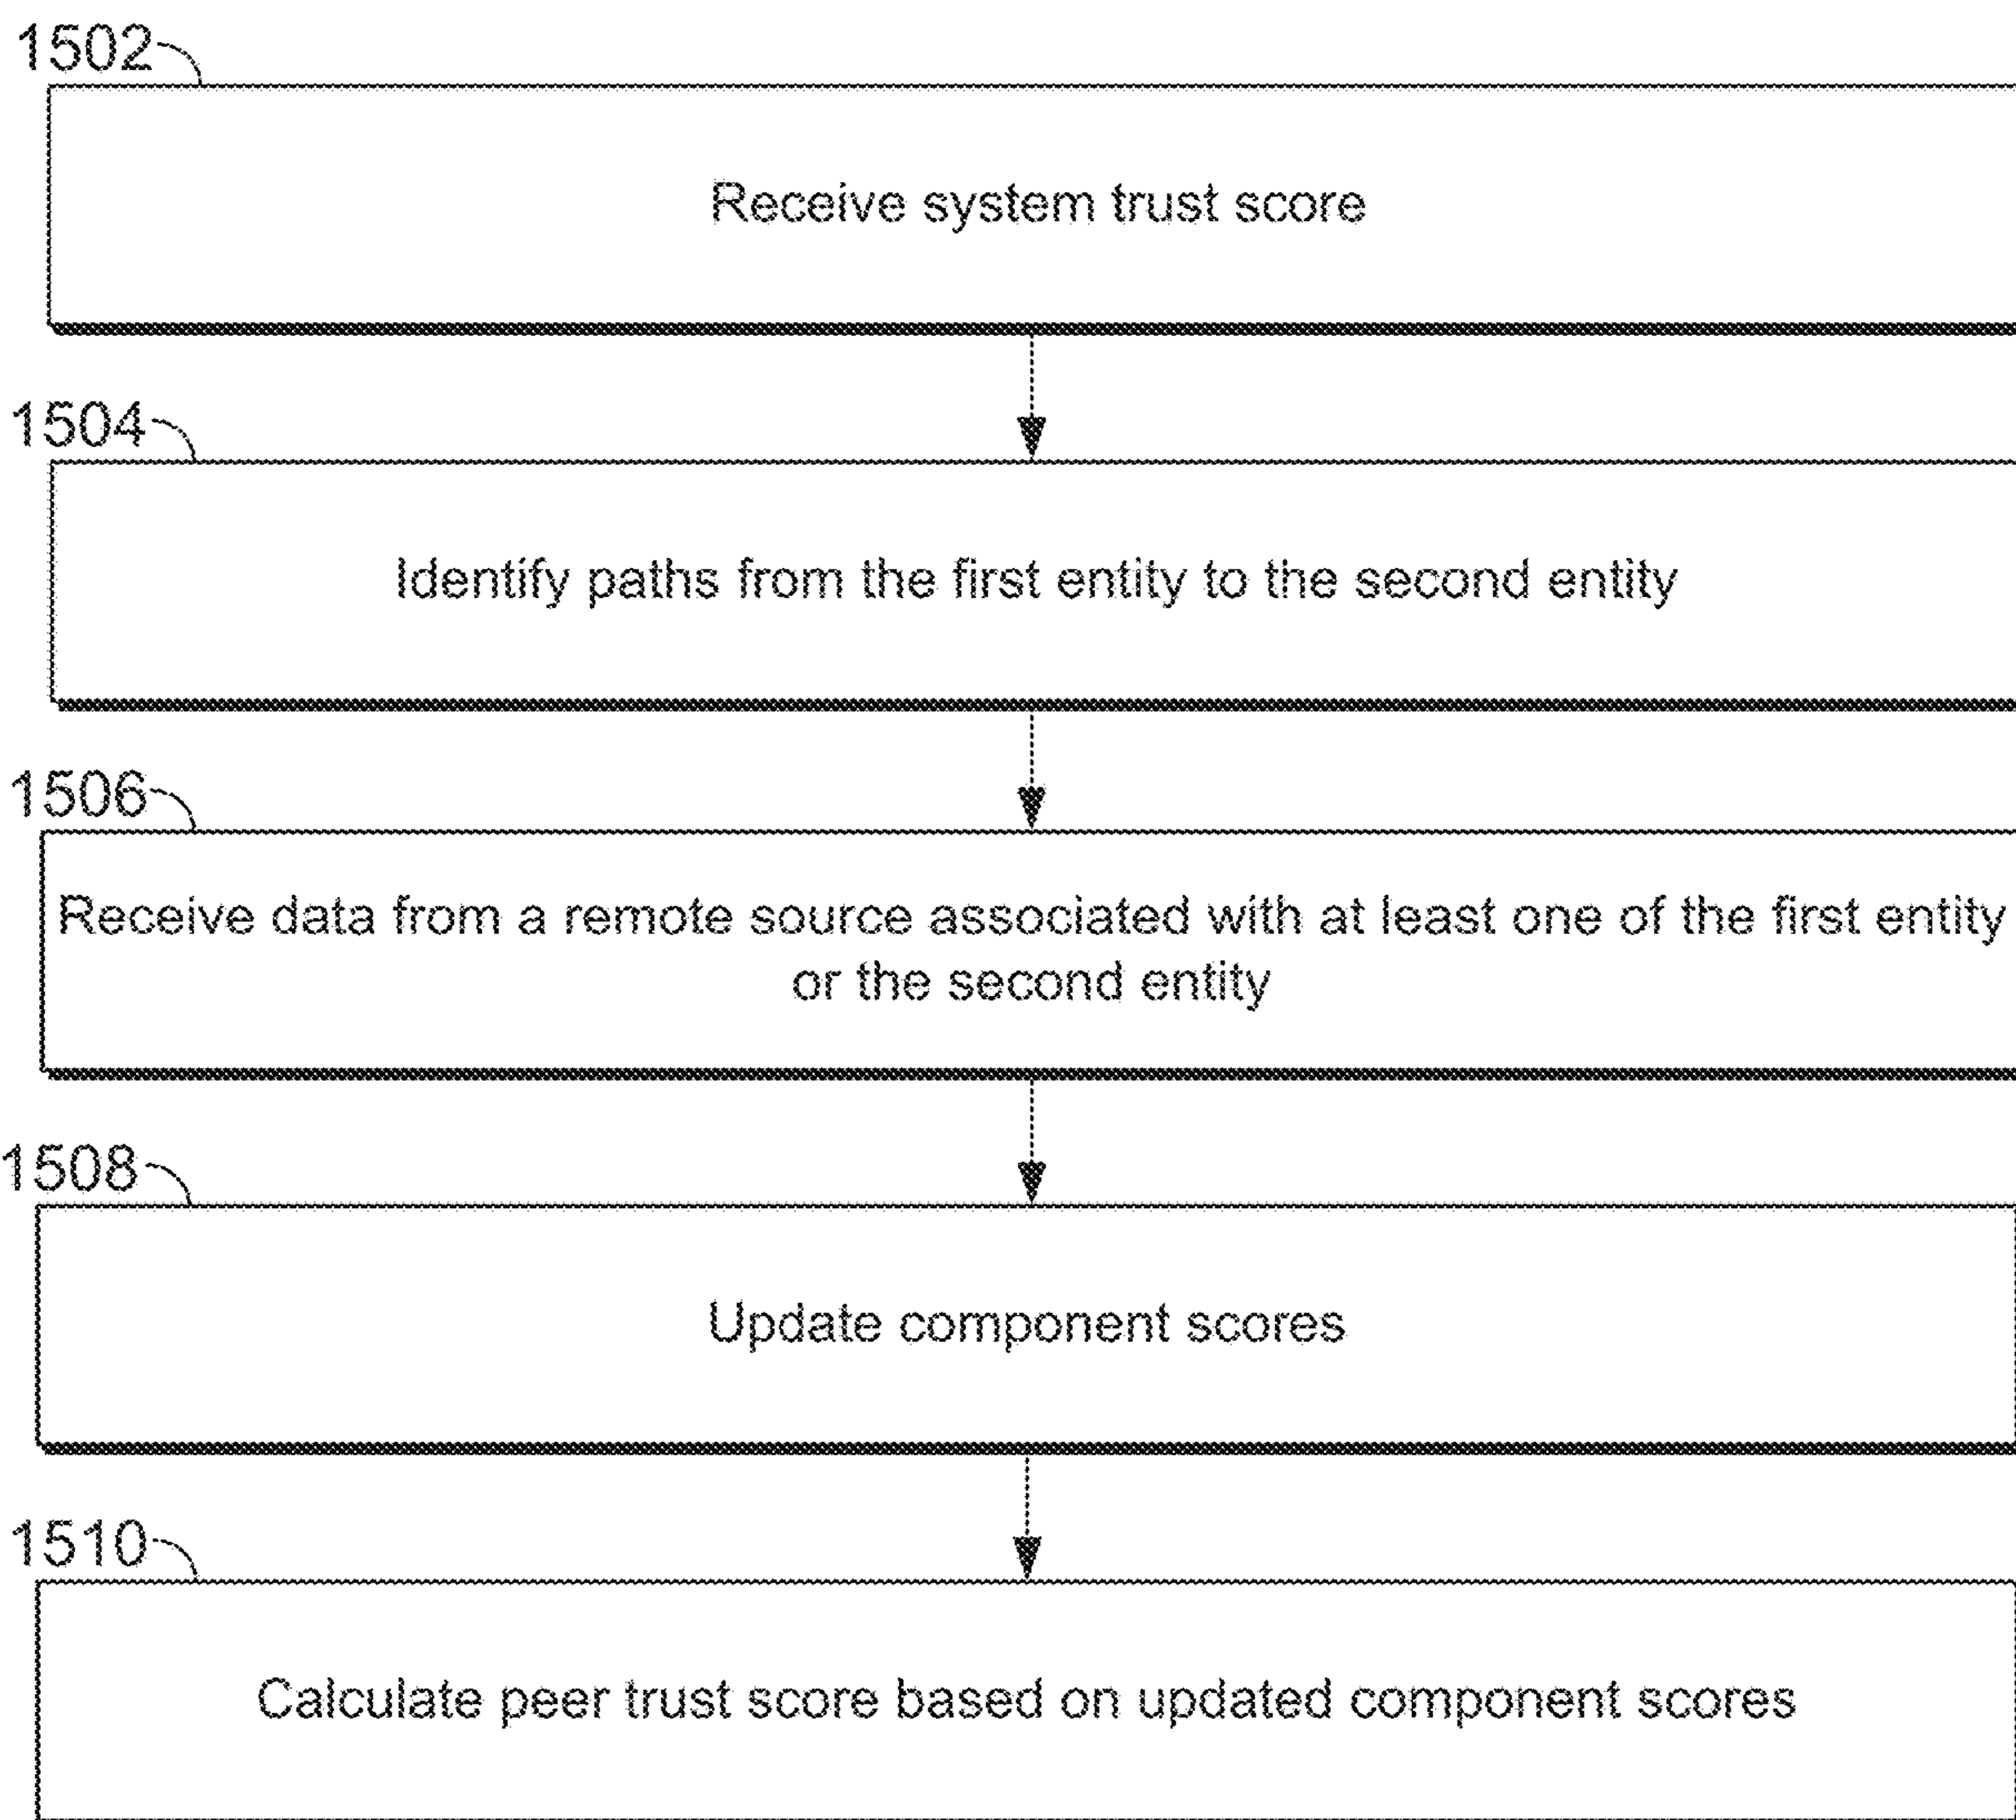 1502
Receive system trust score
1504
Identify paths from the first entity to the second entity
1506
Receive data from a remote source associated with at least one of the first entity
or the second entity
1508
Update component scores
1510
Calculate peer trust score based on updated component scores